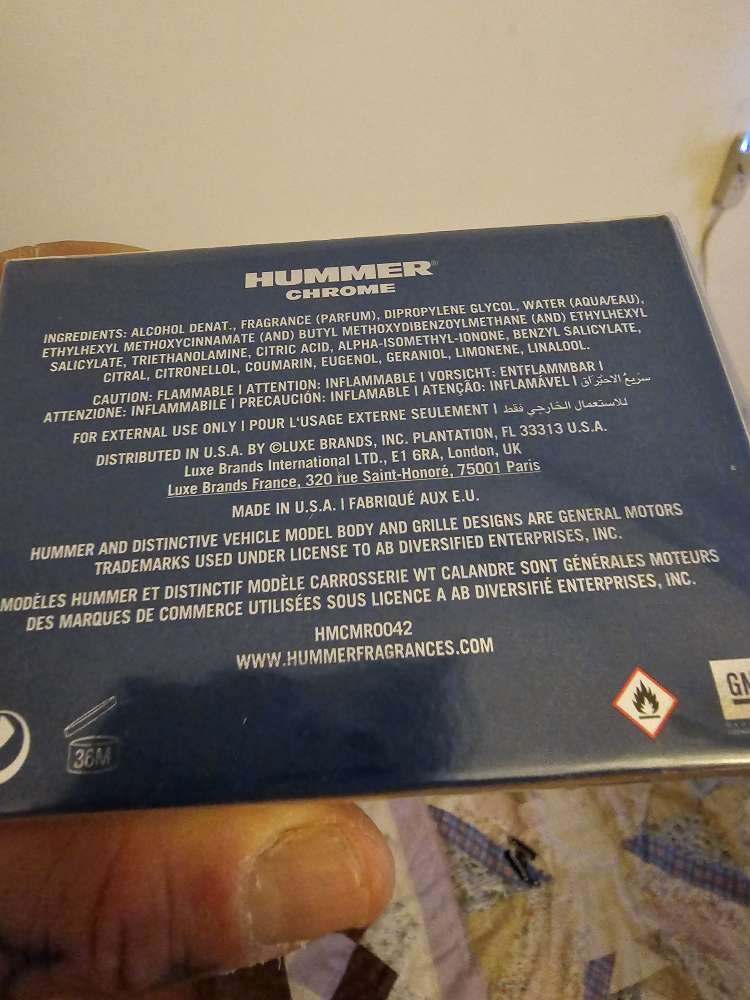 HUMMER®
CHROME
INGREDIENTS: ALCOHOL DENAT., FRAGRANCE (PARFUM), DIPROPYLENE GLYCOL, WATER (AQUA/EAU),
ETHYLHEXYL METHOXYCINNAMATE (AND) BUTYL METHOXYDIBENZOYLMETHANE (AND) ETHYLHEXYL
SALICYLATE, TRIETHANOLAMINE, CITRIC ACID, ALPHA-ISOMETHYL-IONONE, BENZYL SALICYLATE,
CITRAL, CITRONELLOL, COUMARIN, EUGENOL, GERANIOL, LIMONENE, LINALOOL.
CAUTION: FLAMMABLE | ATTENTION: INFLAMMABLE | VORSICHT: ENTFLAMMBAR |
ATTENZIONE: INFLAMMABILE | PRECAUCIÓN: INFLAMABLE | ATENÇÃO: INFLAMÁVEL | سَريعُ الاحتِرَاق
FOR EXTERNAL USE ONLY | POUR L'USAGE EXTERNE SEULEMENT | للاستعمال الخارجي فقط
DISTRIBUTED IN U.S.A. BY ©LUXE BRANDS, INC. PLANTATION, FL 33313 U.S.A.
Luxe Brands International LTD., E1 6RA, London, UK
Luxe Brands France, 320 rue Saint-Honoré, 75001 Paris
MADE IN U.S.A. | FABRIQUÉ AUX E.U.
HUMMER AND DISTINCTIVE VEHICLE MODEL BODY AND GRILLE DESIGNS ARE GENERAL MOTORS
TRADEMARKS USED UNDER LICENSE TO AB DIVERSIFIED ENTERPRISES, INC.
MODÈLES HUMMER ET DISTINCTIF MODÈLE CARROSSERIE WT CALANDRE SONT GÉNÉRALES MOTEURS
DES MARQUES DE COMMERCE UTILISÉES SOUS LICENCE A AB DIVERSIFIÉ ENTERPRISES, INC.
HMCMR0042
WWW.HUMMERFRAGRANCES.COM
36M
GM